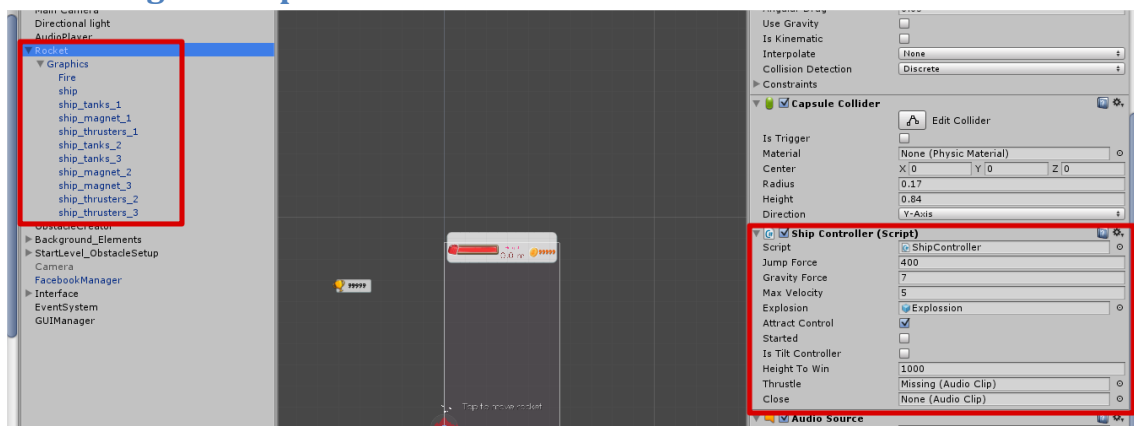 Directional light
AudioPlayer
Rocket
Graphics
Fire
ship
ship_tanks_1
ship_magnet_1
ship_thrusters_1
ship_tanks_2
ship_tanks_3
ship_magnet_2
ship_magnet_3
ship_thrusters_2
ship_thrusters_3
ObstacleCreator
Background_Elements
StartLevel_ObstacleSetup
Camera
FacebookManager
Interface
EventSystem
GUIManager
99999
99999
Tap to move rocket
Use Gravity
Is Kinematic
Interpolate None
Collision Detection Discrete
Constraints
Capsule Collider
Edit Collider
Is Trigger
Material None (Physic Material)
Center X 0 Y 0 Z 0
Radius 0.17
Height 0.84
Direction Y-Axis
Ship Controller (Script)
Script ShipController
Jump Force 400
Gravity Force 7
Max Velocity 5
Explosion Explossion
Attract Control
Started
Is Tilt Controller
Height To Win 1000
Thrustle Missing (Audio Clip)
Close None (Audio Clip)
Audio Source